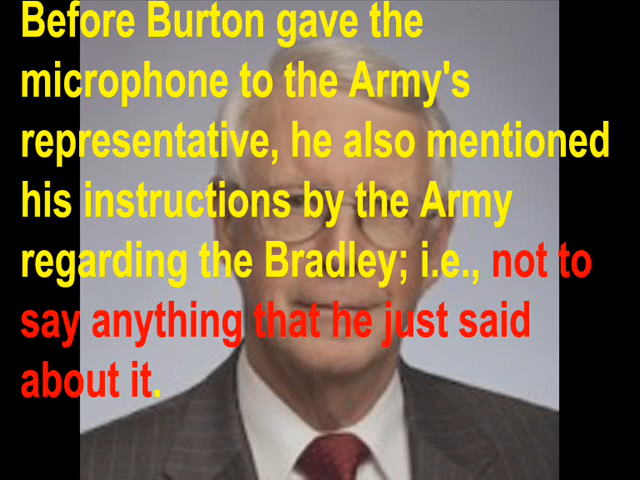 Before Burton gave the
microphone to the Army's
representative, he also mentioned
his instructions by the Army
regarding the Bradley; i.e., not to
say anything that he just said
about it.